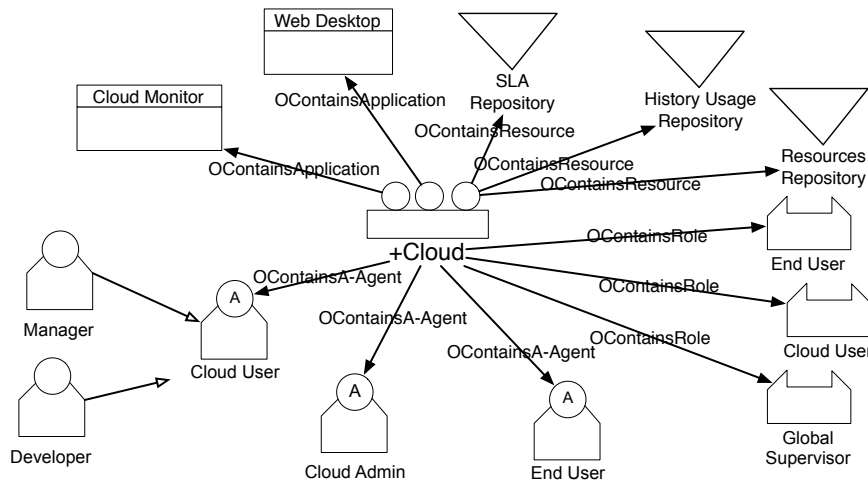 Web Desktop
Cloud Monitor
OContainsApplication
SLA
Repository
OContainsResource
History Usage
Repository
OContainsApplication
OContainsResource
OContainsResource
Resources
Repository
+Cloud
OContainsRole
End User
OContainsA-Agent
A
Manager
Cloud User
OContainsA-Agent
OContainsRole
Cloud User
OContainsA-Agent
OContainsRole
Developer
A
Cloud Admin
A
End User
Global
Supervisor